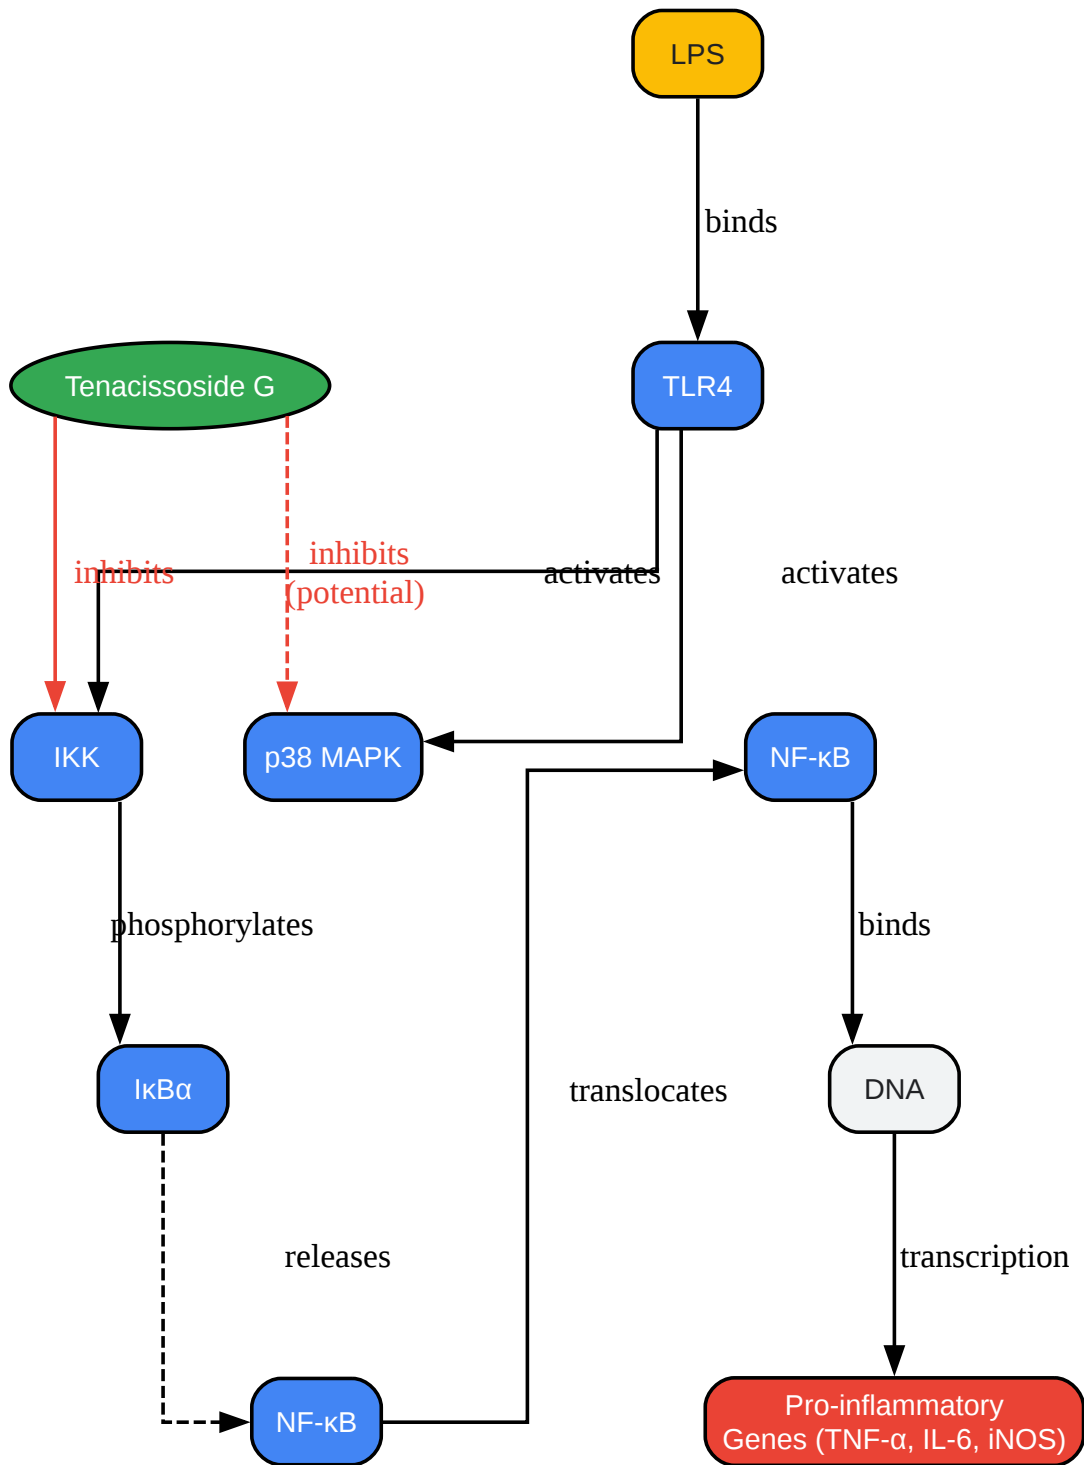 LPS
binds
Tenacissoside G
TLR4
inhibits
inhibits
(potential)
activates
activates
IKK
p38 MAPK
NF-κB
phosphorylates
binds
IκBα
translocates
DNA
releases
transcription
NF-κB
Pro-inflammatory
Genes (TNF-α, IL-6, iNOS)